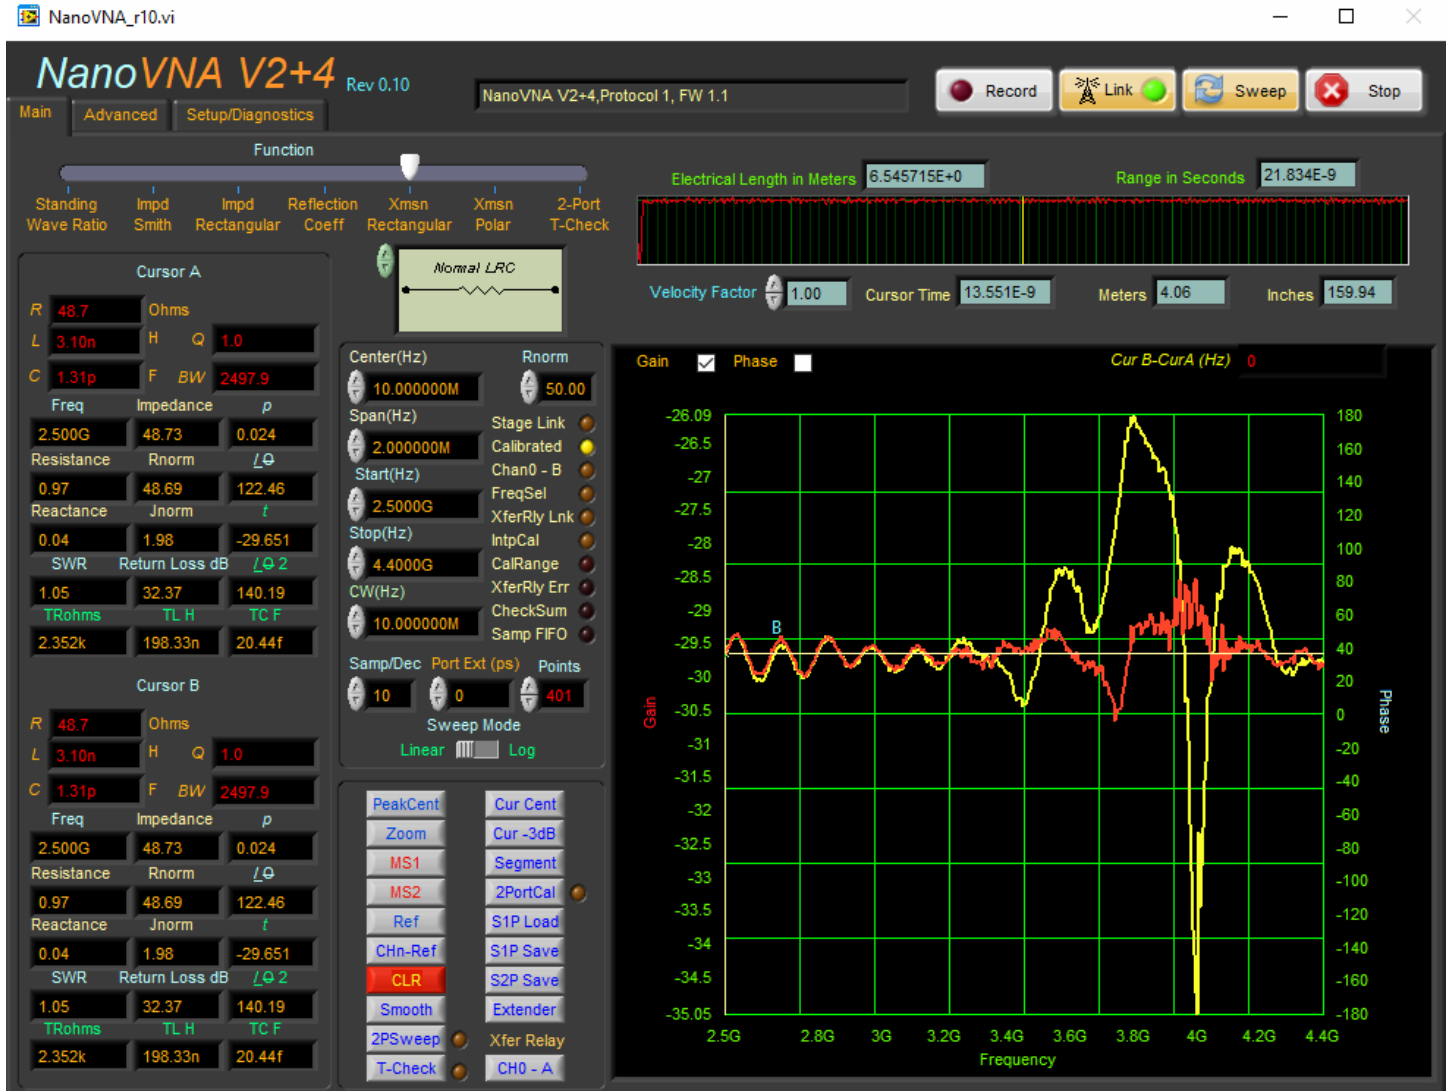 NanoVNA_r10.vi
NanoVNA V2+4 Rev 0.10
NanoVNA V2+4,Protocol 1, FW 1.1
Record Link Sweep Stop
Main Advanced Setup/Diagnostics
Function
Standing Wave Ratio
Impd Smith
Impd Rectangular
Reflection Coeff
Xmsn Rectangular
Xmsn Polar
2-Port T-Check
Electrical Length in Meters 6.545715E+0 Range in Seconds 21.834E-9
Velocity Factor 1.00 Cursor Time 13.551E-9 Meters 4.06 Inches 159.94
Normal LRC
Cursor A
R 48.7 Ohms
L 3.10n H Q 1.0
C 1.31p F BW 2497.9
Freq Impedance p
2.500G 48.73 0.024
Resistance Rnorm /Θ
0.97 48.69 122.46
Reactance Jnorm t
0.04 1.98 -29.651
SWR Return Loss dB /Θ 2
1.05 32.37 140.19
TRohms TL H TC F
2.352k 198.33n 20.44f
Cursor B
R 48.7 Ohms
L 3.10n H Q 1.0
C 1.31p F BW 2497.9
Freq Impedance p
2.500G 48.73 0.024
Resistance Rnorm /Θ
0.97 48.69 122.46
Reactance Jnorm t
0.04 1.98 -29.651
SWR Return Loss dB /Θ 2
1.05 32.37 140.19
TRohms TL H TC F
2.352k 198.33n 20.44f
Center(Hz) Rnorm
10.000000M 50.00
Span(Hz)
2.000000M
Start(Hz)
2.5000G
Stop(Hz)
4.4000G
CW(Hz)
10.000000M
Stage Link
Calibrated
Chan0 - B
FreqSel
XferRly Lnk
IntpCal
CalRange
XferRly Err
CheckSum
Samp FIFO
Samp/Dec Port Ext (ps) Points
10 0 401
Sweep Mode
Linear Log
PeakCent Cur Cent
Zoom Cur -3dB
MS1 Segment
MS2 2PortCal
Ref S1P Load
CHn-Ref S1P Save
CLR S2P Save
Smooth Extender
2PSweep Xfer Relay
T-Check CH0 - A
Gain Phase Cur B-CurA (Hz) 0
-26.09
-26.5
-27
-27.5
-28
-28.5
-29
-29.5
-30
-30.5
-31
-31.5
-32
-32.5
-33
-33.5
-34
-34.5
-35.05
Gain
B
180
160
140
120
100
80
60
40
20
0
-20
-40
-60
-80
-100
-120
-140
-160
-180
Phase
2.5G 2.8G 3G 3.2G 3.4G 3.6G 3.8G 4G 4.2G 4.4G
Frequency